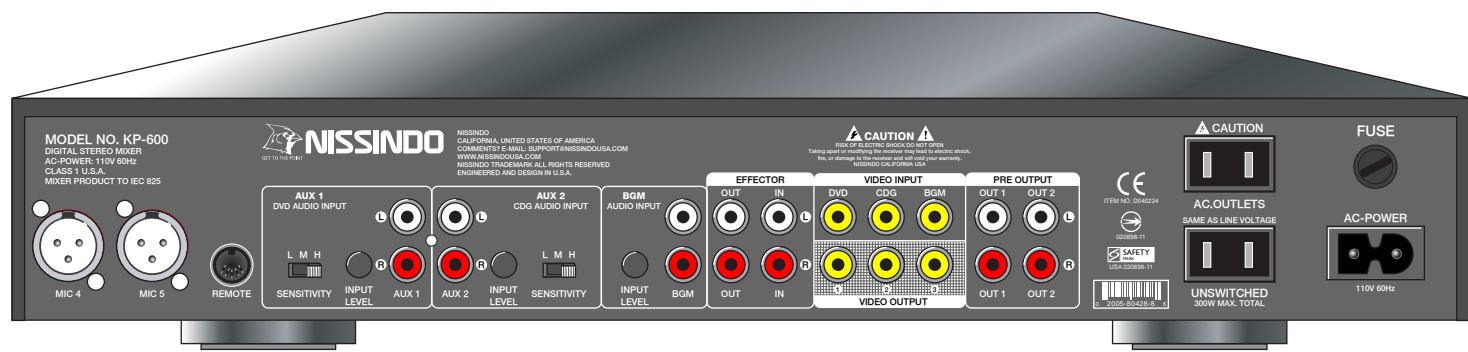 MODEL NO. KP-600
DIGITAL STEREO MIXER
AC-POWER: 110V 60Hz
CLASS 1 U.S.A.
MIXER PRODUCT TO IEC 825
MIC 4
MIC 5
REMOTE
GET TO THE POINT
NISSINDO
NISSINDO
CALIFORNIA, UNITED STATES OF AMERICA
COMMENTS? E-MAIL: SUPPORT@NISSINDOUSA.COM
WWW.NISSINDOUSA.COM
NISSINDO TRADEMARK ALL RIGHTS RESERVED
ENGINEERED AND DESIGN IN U.S.A.
AUX 1
DVD AUDIO INPUT
L
R
L M H
SENSITIVITY
INPUT
LEVEL
AUX 1
AUX 2
CDG AUDIO INPUT
L
R
L M H
AUX 2
INPUT
LEVEL
SENSITIVITY
BGM
AUDIO INPUT
INPUT
LEVEL
BGM
CAUTION
RISK OF ELECTRIC SHOCK DO NOT OPEN
Taking apart or modifying the receiver may lead to electric shock,
fire, or damage to the receiver and will void your warranty.
NISSINDO CALIFORNIA USA
EFFECTOR
OUT IN
L
R
OUT IN
VIDEO INPUT
DVD CDG BGM
1 2 3
VIDEO OUTPUT
PRE OUTPUT
OUT 1 OUT 2
L
R
OUT 1 OUT 2
CE
ITEM NO. D040224
020898-11
S SAFETY
MARK
USA 020898-11
0 2005-80428-8 8
CAUTION
AC.OUTLETS
SAME AS LINE VOLTAGE
UNSWITCHED
300W MAX. TOTAL
FUSE
AC-POWER
110V 60Hz